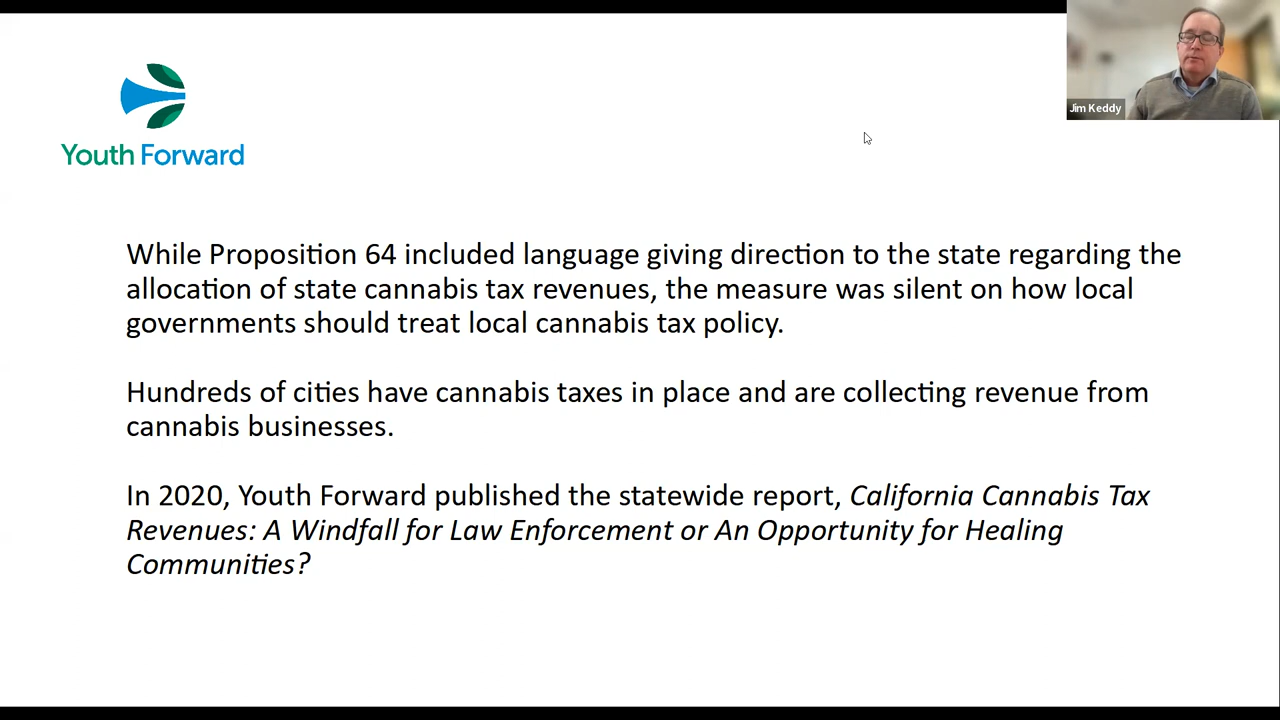 Jim Keddy
Youth Forward
While Proposition 64 included language giving direction to the state regarding the
allocation of state cannabis tax revenues, the measure was silent on how local
governments should treat local cannabis tax policy.
Hundreds of cities have cannabis taxes in place and are collecting revenue from
cannabis businesses.
In 2020, Youth Forward published the statewide report, California Cannabis Tax
Revenues: A Windfall for Law Enforcement or An Opportunity for Healing
Communities?